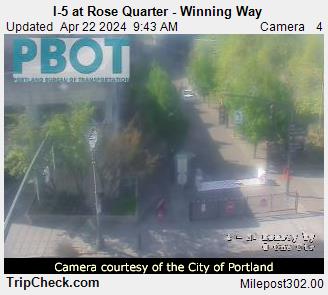 I-5 at Rose Quarter - Winning Way
Updated Apr 22 2024 9:43 AM Camera 4
PBOT
PORTLAND BUREAU OF TRANSPORTATION
Camera courtesy of the City of Portland
TripCheck.com Milepost302.00